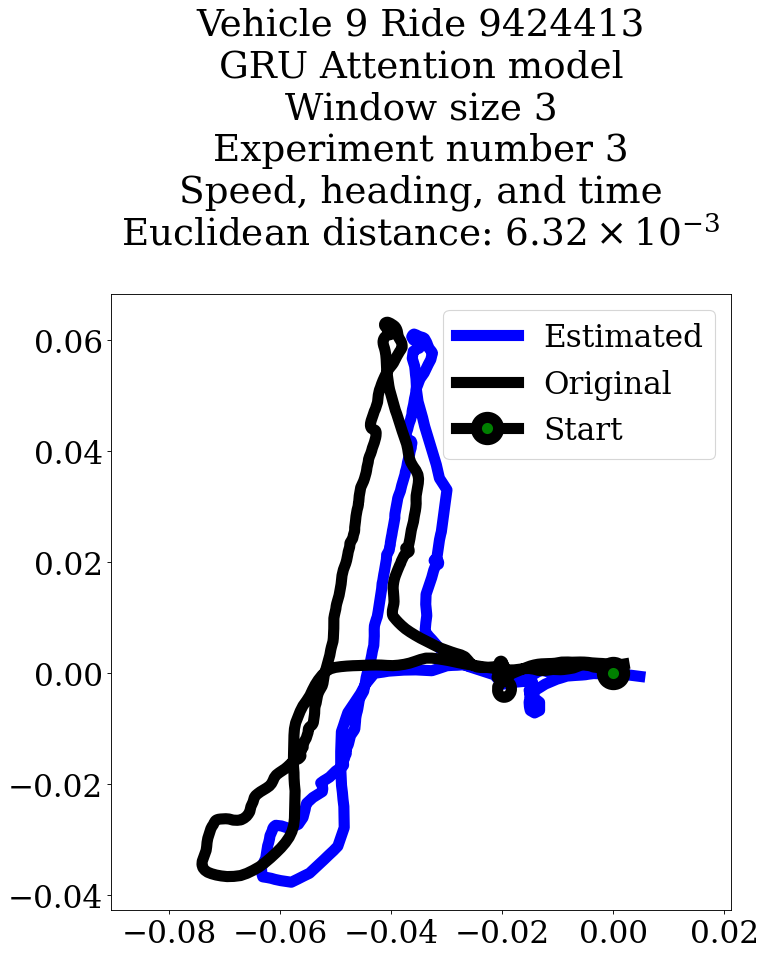 Vehicle 9 Ride 9424413
GRU Attention model
Window size 3
Experiment number 3
Speed, heading, and time
Euclidean distance: 6.32 × 10⁻³
Estimated
Original
Start
0.06
0.04
0.02
0.00
−0.02
−0.04
−0.08 −0.06 −0.04 −0.02 0.00 0.02